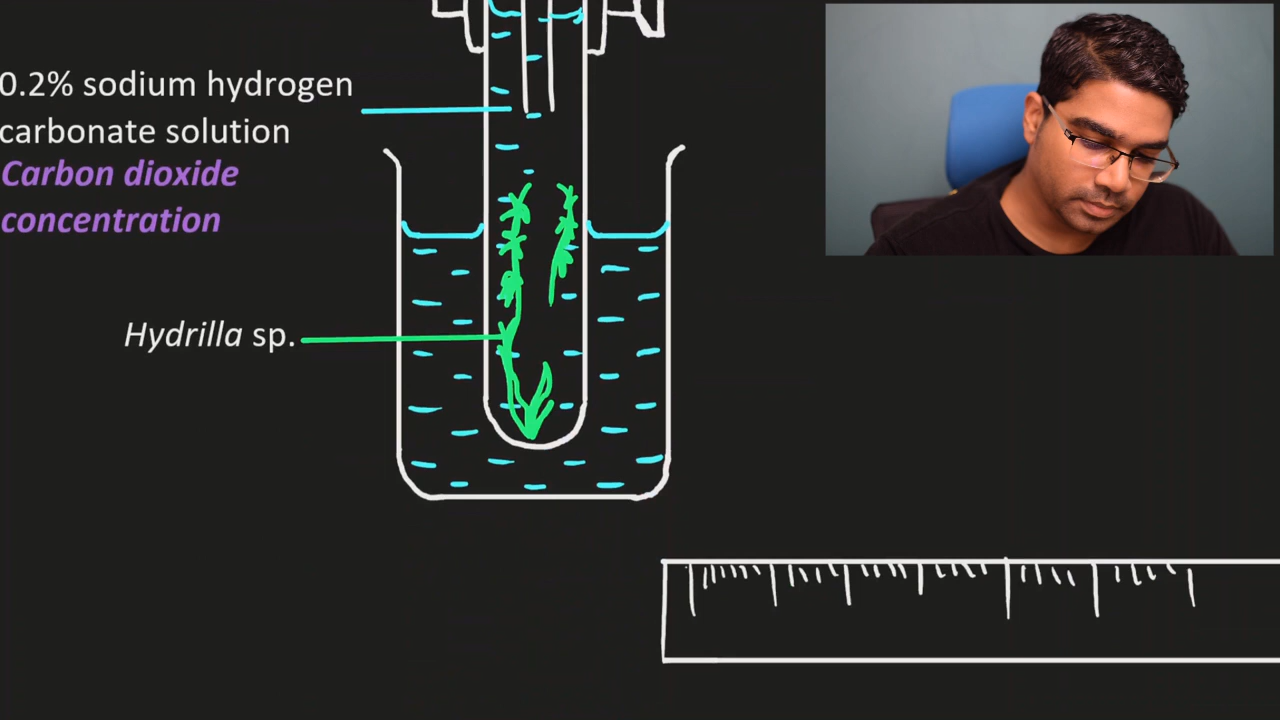 0.2% sodium hydrogen
carbonate solution
Carbon dioxide
concentration
Hydrilla sp.